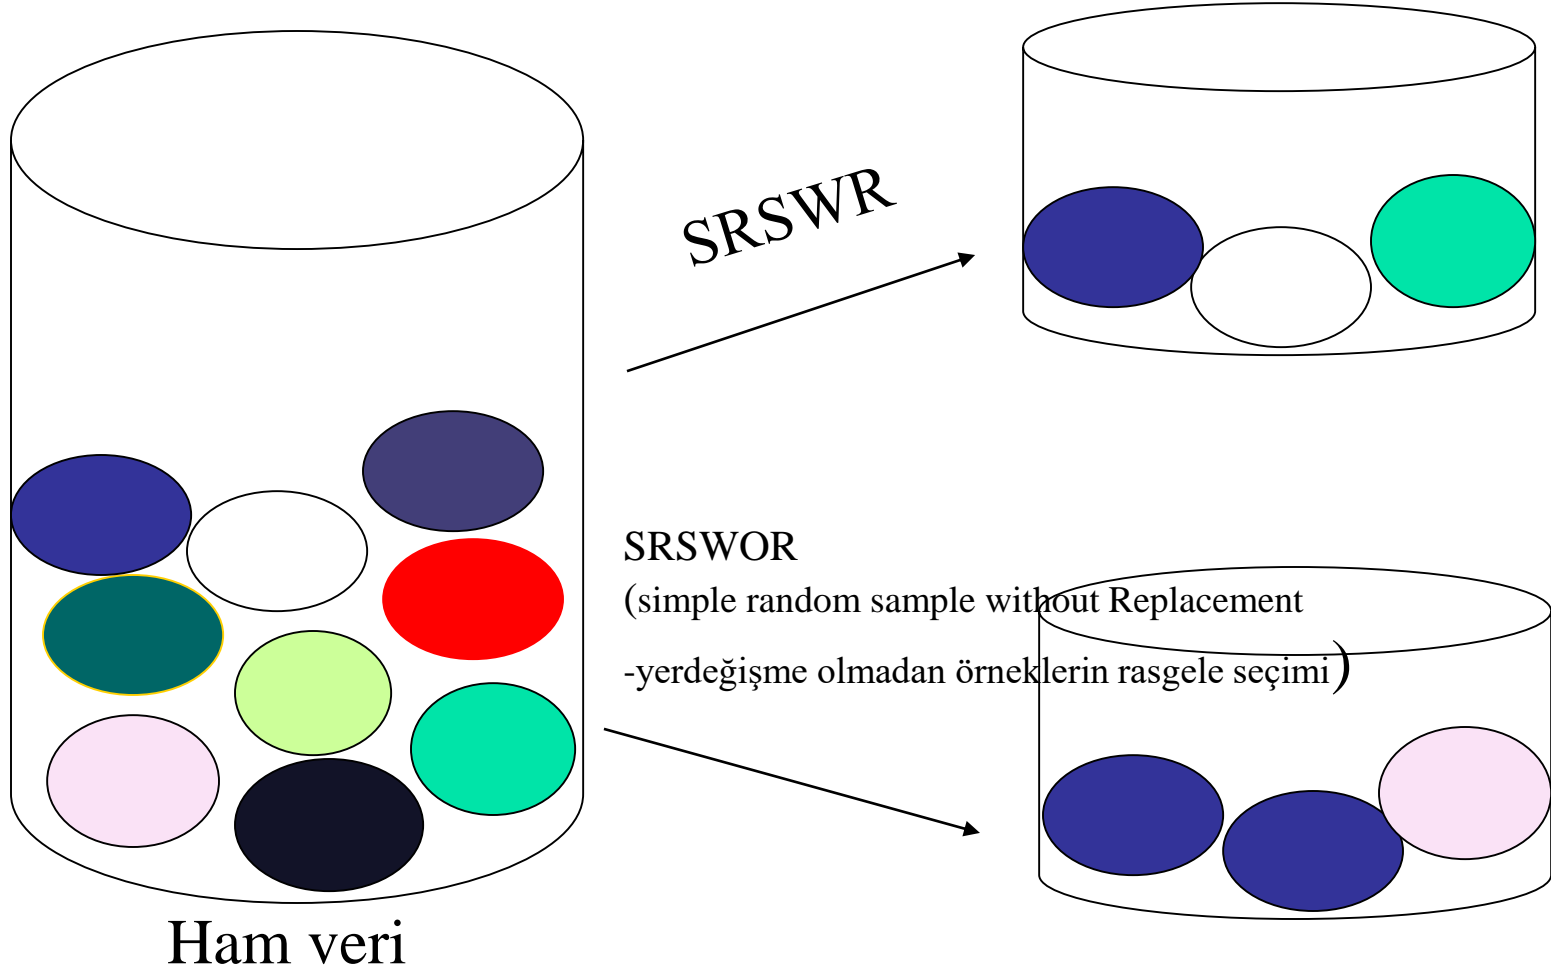 SRSWR
SRSWOR
(simple random sample without Replacement
-yerdeğişme olmadan örneklerin rasgele seçimi)
Ham veri